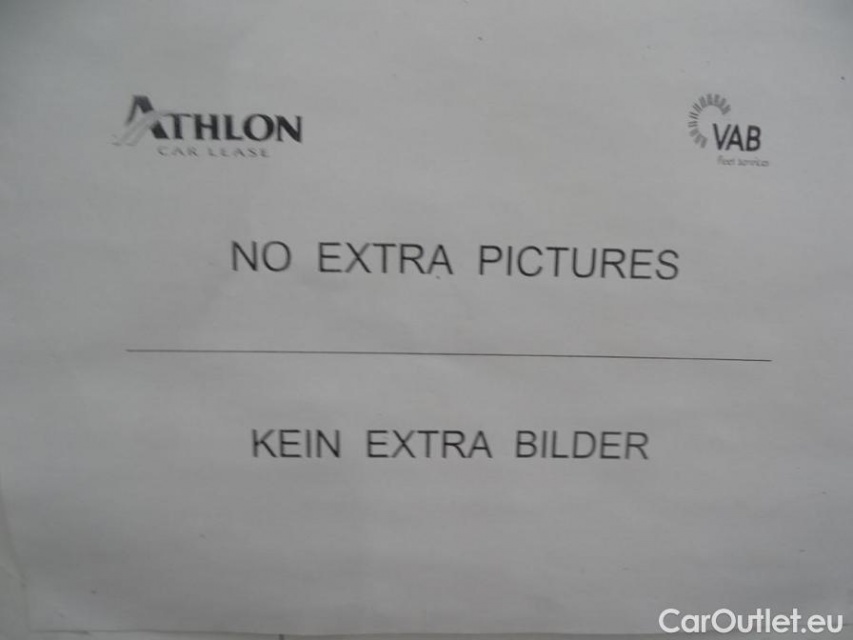 ATHLON
CAR LEASE
VAB
fleet services
NO EXTRA PICTURES
KEIN EXTRA BILDER
CarOutlet.eu